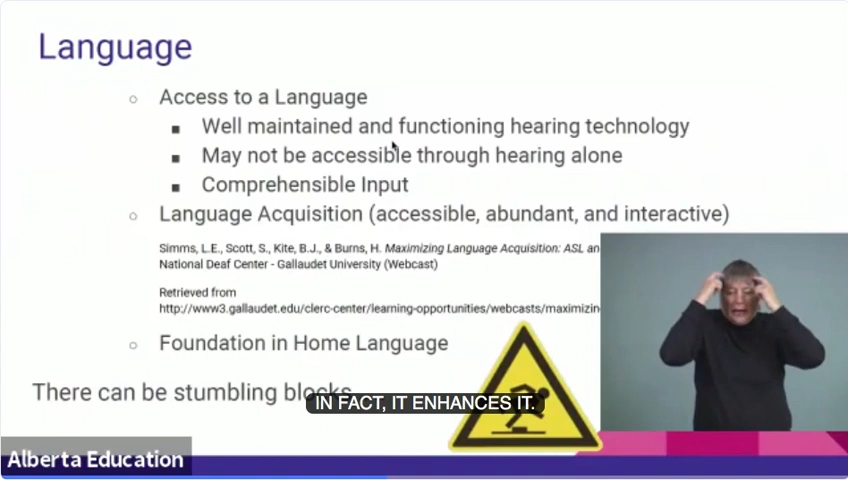 Language
○ Access to a Language
■ Well maintained and functioning hearing technology
■ May not be accessible through hearing alone
■ Comprehensible Input
○ Language Acquisition (accessible, abundant, and interactive)
Simms, L.E., Scott, S., Kite, B.J., & Burns, H. Maximizing Language Acquisition: ASL
National Deaf Center - Gallaudet University (Webcast)
Retrieved from
http://www3.gallaudet.edu/clerc-center/learning-opportunities/webcasts/maximizin
○ Foundation in Home Language
There can be stumbling blocks
IN FACT, IT ENHANCES IT.
Alberta Education